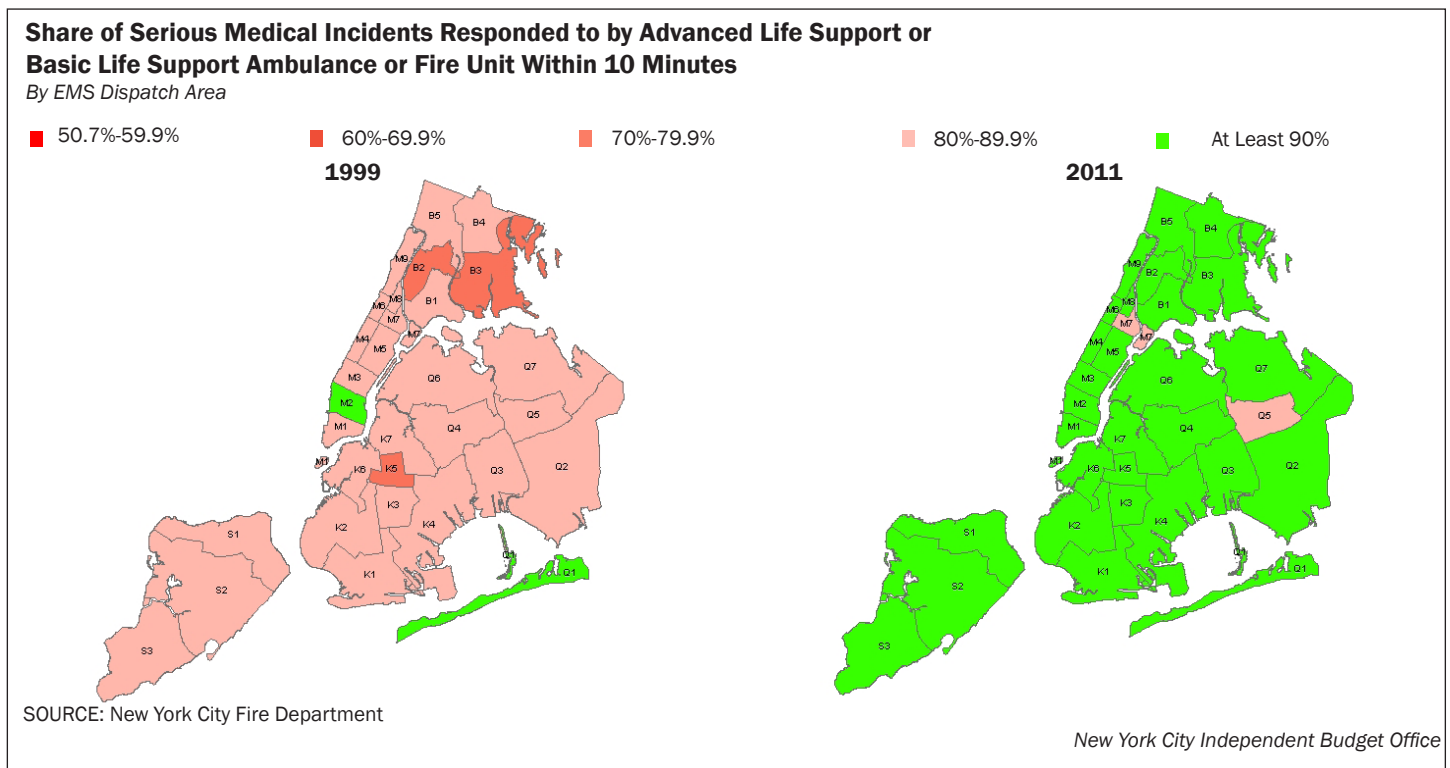 Share of Serious Medical Incidents Responded to by Advanced Life Support or
Basic Life Support Ambulance or Fire Unit Within 10 Minutes
By EMS Dispatch Area
50.7%-59.9%
60%-69.9%
70%-79.9%
80%-89.9%
At Least 90%
1999
B5
B4
M9
B2
B3
M8
B1
M6
M7
M7
M4
M5
M3
M2
M1
M1
Q7
Q6
Q5
Q4
K7
K6
K5
Q3
Q2
K3
K2
K4
K1
Q1
Q1
S1
S2
S3
2011
B5
B4
M9
B2
B3
M8
B1
M6
M7
M7
M4
M5
M3
M2
M1
M1
Q7
Q6
Q5
Q4
K7
K6
K5
Q3
Q2
K3
K2
K4
K1
Q1
Q1
S1
S2
S3
SOURCE: New York City Fire Department
New York City Independent Budget Office